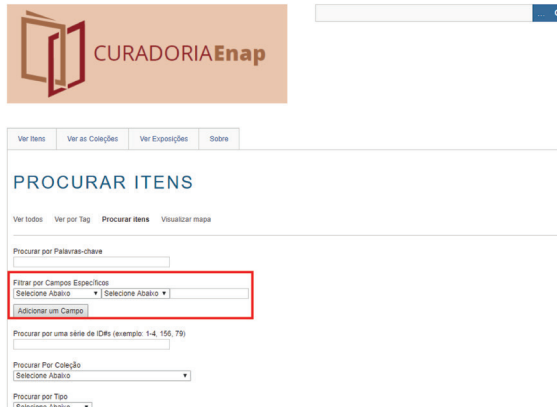 CURADORIAEnap
...
Ver Itens Ver as Coleções Ver Exposições Sobre
PROCURAR ITENS
Ver todos Ver por Tag Procurar itens Visualizar mapa
Procurar por Palavras-chave
Filtrar por Campos Específicos
Selecione Abaixo Selecione Abaixo
Adicionar um Campo
Procurar por uma série de ID#s (exemplo: 1-4, 156, 79)
Procurar Por Coleção
Selecione Abaixo
Procurar por Tipo
Selecione Abaixo